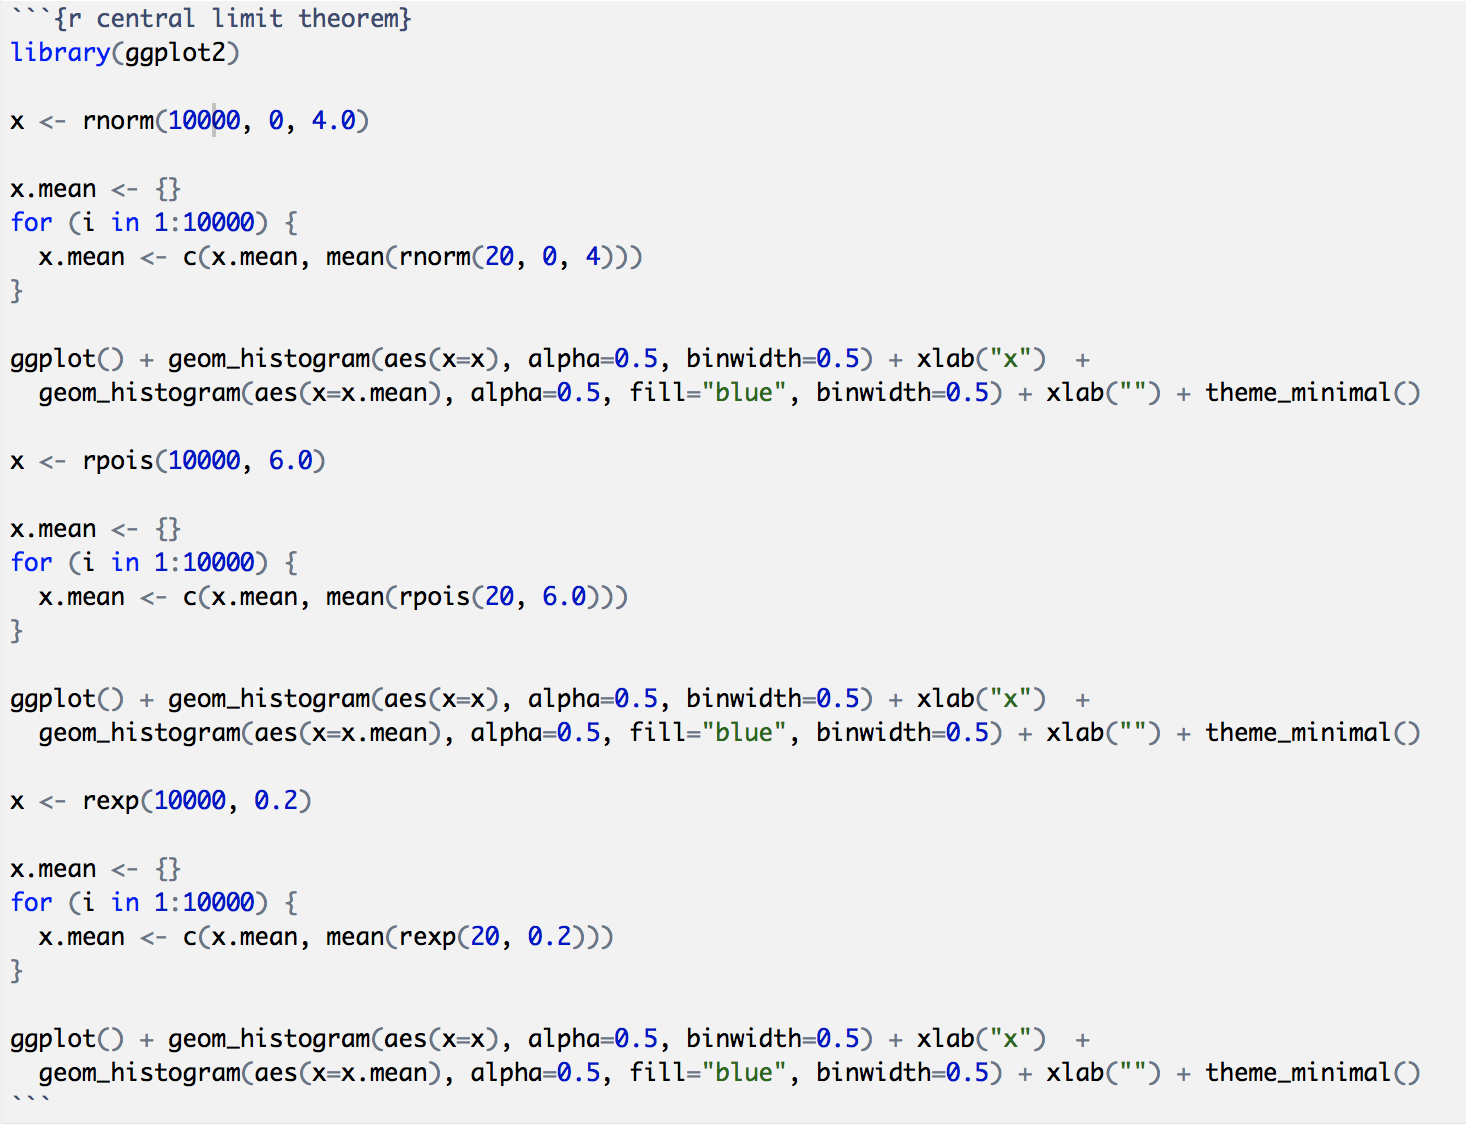 ```{r central limit theorem}
library(ggplot2)
x <- rnorm(10000, 0, 4.0)
x.mean <- {}
for (i in 1:10000) {
  x.mean <- c(x.mean, mean(rnorm(20, 0, 4)))
}
ggplot() + geom_histogram(aes(x=x), alpha=0.5, binwidth=0.5) + xlab("x")  +
  geom_histogram(aes(x=x.mean), alpha=0.5, fill="blue", binwidth=0.5) + xlab("") + theme_minimal()
x <- rpois(10000, 6.0)
x.mean <- {}
for (i in 1:10000) {
  x.mean <- c(x.mean, mean(rpois(20, 6.0)))
}
ggplot() + geom_histogram(aes(x=x), alpha=0.5, binwidth=0.5) + xlab("x")  +
  geom_histogram(aes(x=x.mean), alpha=0.5, fill="blue", binwidth=0.5) + xlab("") + theme_minimal()
x <- rexp(10000, 0.2)
x.mean <- {}
for (i in 1:10000) {
  x.mean <- c(x.mean, mean(rexp(20, 0.2)))
}
ggplot() + geom_histogram(aes(x=x), alpha=0.5, binwidth=0.5) + xlab("x")  +
  geom_histogram(aes(x=x.mean), alpha=0.5, fill="blue", binwidth=0.5) + xlab("") + theme_minimal()
```